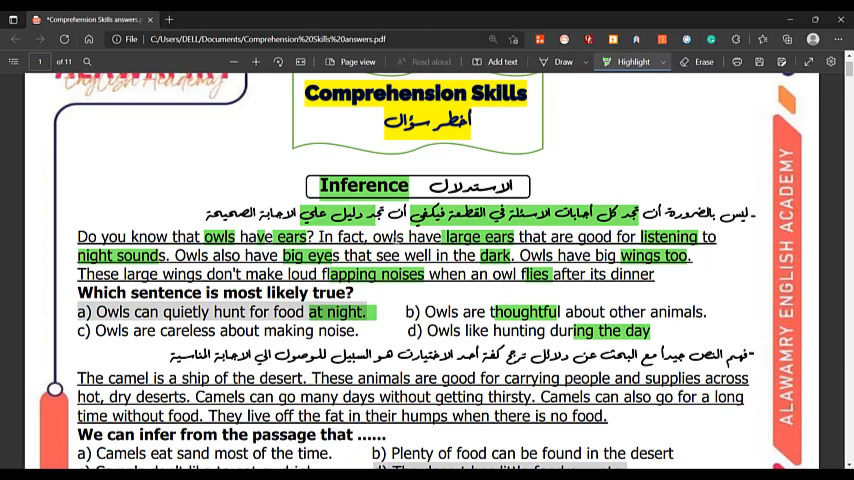 *Comprehension Skills answers.p
File C:/Users/DELL/Documents/Comprehension%20Skills%20answers.pdf
1 of 11 Page view Read aloud Add text Draw Highlight Erase
English Academy
Comprehension Skills
أخطر سؤال
Inference الاستدلال
- ليس بالضرورة أن تجد كل أجابات الاسئلة في القطعة فيكفي أن تجد دليل علي الاجابة الصحيحة
Do you know that owls have ears? In fact, owls have large ears that are good for listening to
night sounds. Owls also have big eyes that see well in the dark. Owls have big wings too.
These large wings don't make loud flapping noises when an owl flies after its dinner
Which sentence is most likely true?
a) Owls can quietly hunt for food at night. b) Owls are thoughtful about other animals.
c) Owls are careless about making noise. d) Owls like hunting during the day
-فهم النص جيداً مع البحث عن دلائل ترجح كفة أحد الاختيارات هو السبيل للوصول الي الاجابة المناسبة
The camel is a ship of the desert. These animals are good for carrying people and supplies across
hot, dry deserts. Camels can go many days without getting thirsty. Camels can also go for a long
time without food. They live off the fat in their humps when there is no food.
We can infer from the passage that ......
a) Camels eat sand most of the time. b) Plenty of food can be found in the desert
ALAWAMRY ENGLISH ACADEMY